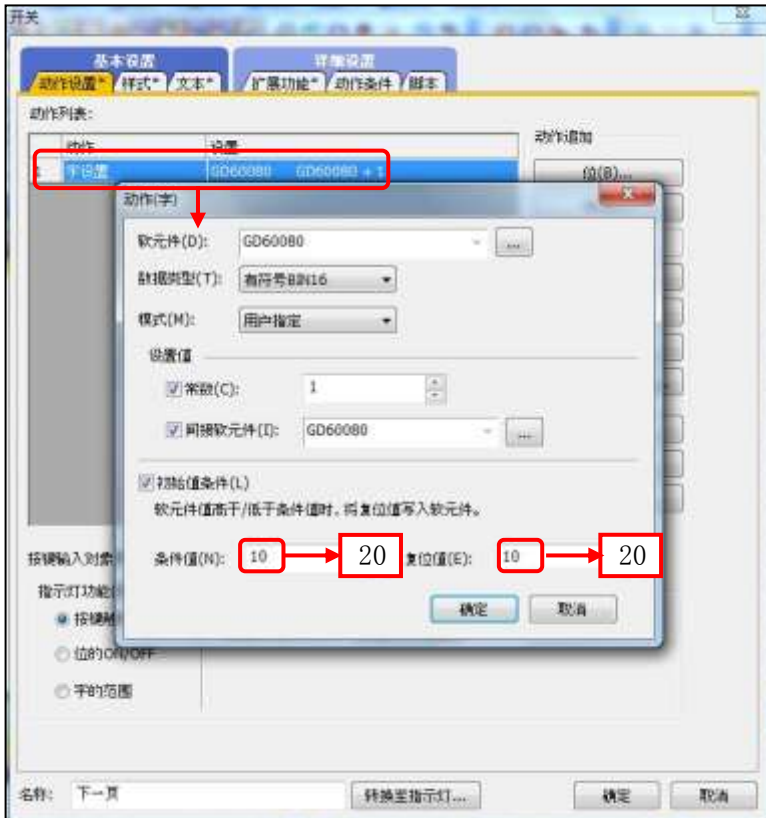 开关
基本设置 详细设置
动作设置* 样式* 文本* 扩展功能* 动作条件 脚本
动作列表:
动作追加
动作 设置
1 字设置 GD60080 GD60080 + 1
位(B)...
动作(字)
软元件(D): GD60080 ...
数据类型(T): 有符号BIN16
模式(M): 用户指定
设置值
常数(C): 1
间接软元件(I): GD60080 ...
初始值条件(L)
软元件值高于/低于条件值时，将复位值写入软元件。
按键输入对象
条件值(N): 10 20 复位值(E): 10 20
指示灯功能(
确定 取消
按键触
位的ON/OFF
字的范围
名称: 下一页 转换至指示灯... 确定 取消